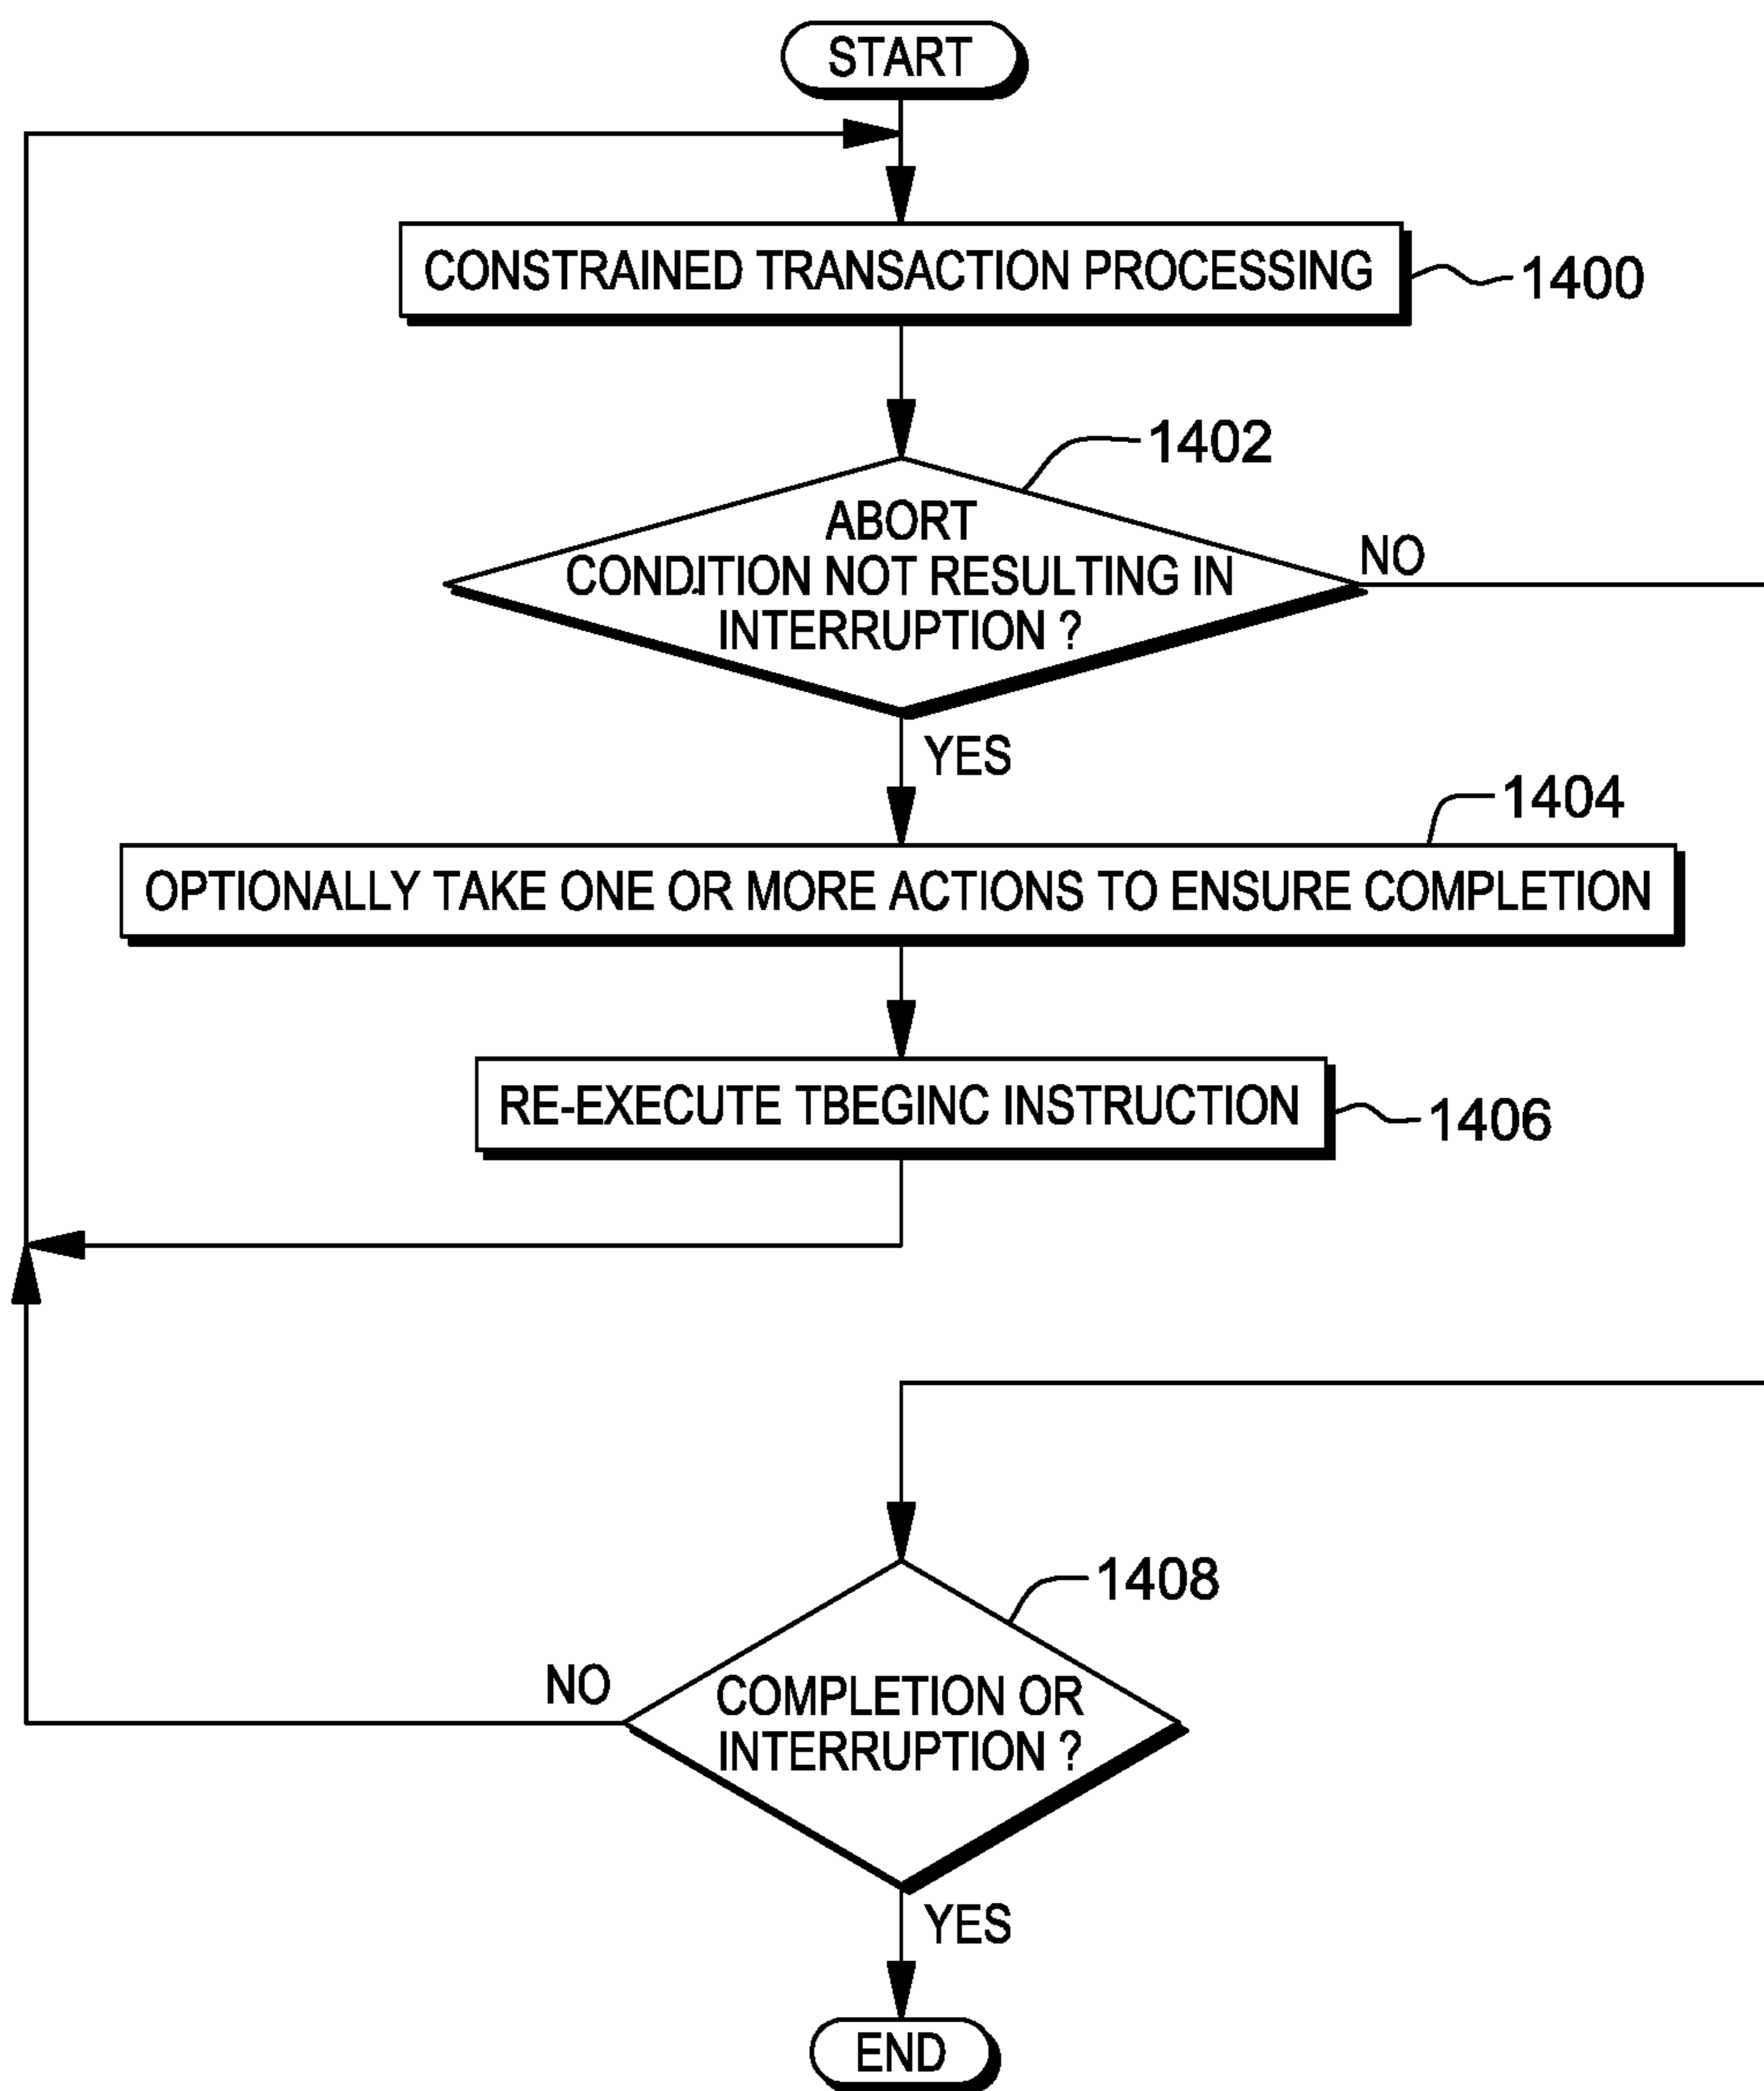 START
CONSTRAINED TRANSACTION PROCESSING
1400
1402
ABORT
CONDITION NOT RESULTING IN
INTERRUPTION ?
NO
YES
1404
OPTIONALLY TAKE ONE OR MORE ACTIONS TO ENSURE COMPLETION
RE-EXECUTE TBEGINC INSTRUCTION
1406
1408
NO
COMPLETION OR
INTERRUPTION ?
YES
END